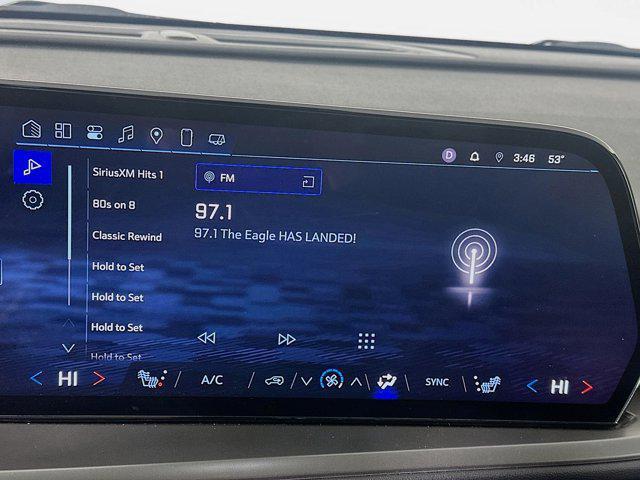 D 3:46 53°
SiriusXM Hits 1
FM
80s on 8
97.1
97.1 The Eagle HAS LANDED!
Classic Rewind
Hold to Set
Hold to Set
Hold to Set
Hold to Set
HI A/C SYNC HI